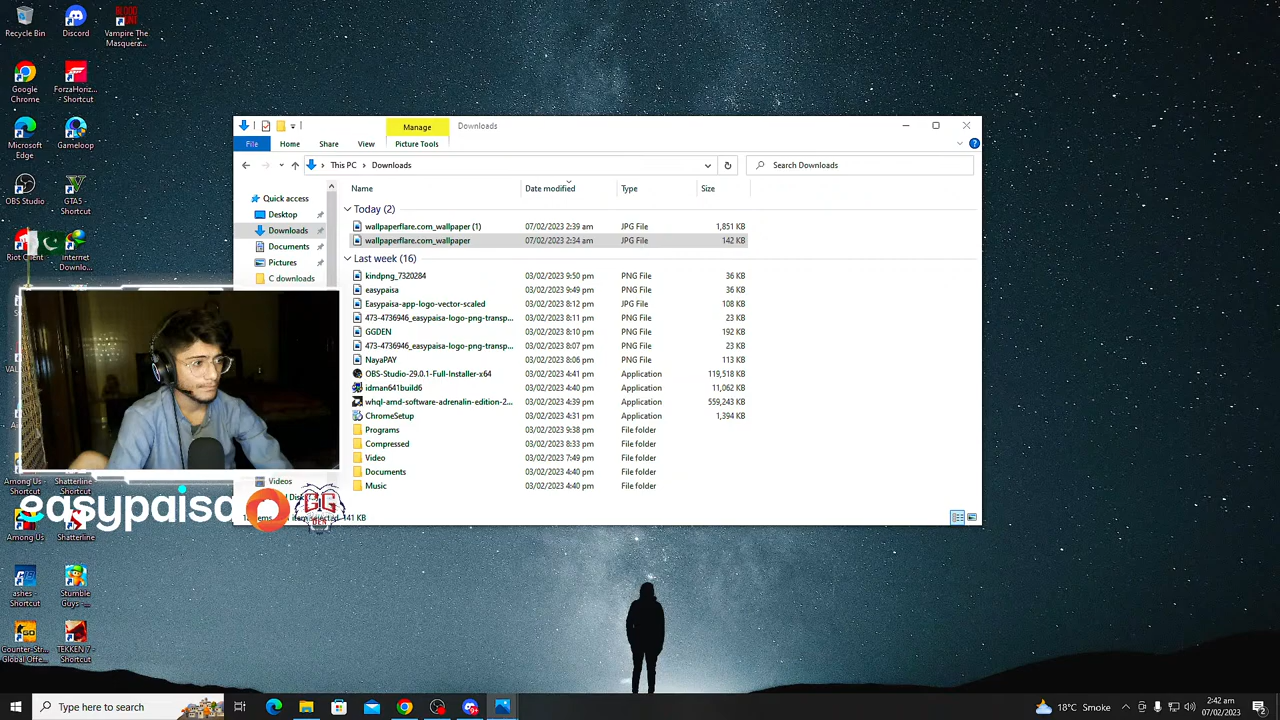 Recycle Bin
Discord
Vampire The Masquera...
BLOOD HUNT
Google Chrome
ForzaHoriz... - Shortcut
Microsoft Edge
Gameloop
OBS Studio
GTA5 - Shortcut
Riot Client
Internet Downlo...
Among Us - Shortcut
Shatterline - Shortcut
Among Us
Shatterline
ashes - Shortcut
Stumble Guys -...
Counter-Str... Global Offe...
TEKKEN 7 - Shortcut
Manage
Downloads
File
Home
Share
View
Picture Tools
This PC
Downloads
Search Downloads
Name
Date modified
Type
Size
Quick access
Desktop
Downloads
Documents
Pictures
C downloads
Videos
Today (2)
wallpaperflare.com_wallpaper (1) 07/02/2023 2:39 am JPG File 1,851 KB
wallpaperflare.com_wallpaper 07/02/2023 2:34 am JPG File 142 KB
Last week (16)
kindpng_7320284 03/02/2023 9:50 pm PNG File 36 KB
easypaisa 03/02/2023 9:49 pm PNG File 36 KB
Easypaisa-app-logo-vector-scaled 03/02/2023 8:12 pm JPG File 108 KB
473-4736946_easypaisa-logo-png-transp... 03/02/2023 8:11 pm PNG File 23 KB
GGDEN 03/02/2023 8:10 pm PNG File 192 KB
473-4736946_easypaisa-logo-png-transp... 03/02/2023 8:07 pm PNG File 23 KB
NayaPAY 03/02/2023 8:06 pm PNG File 113 KB
OBS-Studio-29.0.1-Full-Installer-x64 03/02/2023 4:41 pm Application 119,518 KB
idman641build6 03/02/2023 4:40 pm Application 11,062 KB
whql-amd-software-adrenalin-edition-2... 03/02/2023 4:39 pm Application 559,243 KB
ChromeSetup 03/02/2023 4:31 pm Application 1,394 KB
Programs 03/02/2023 9:38 pm File folder
Compressed 03/02/2023 8:33 pm File folder
Video 03/02/2023 7:49 pm File folder
Documents 03/02/2023 4:40 pm File folder
Music 03/02/2023 4:40 pm File folder
141 KB
easypaisa
GG
DEN
Type here to search
18°C Smoke
2:42 am
07/02/2023